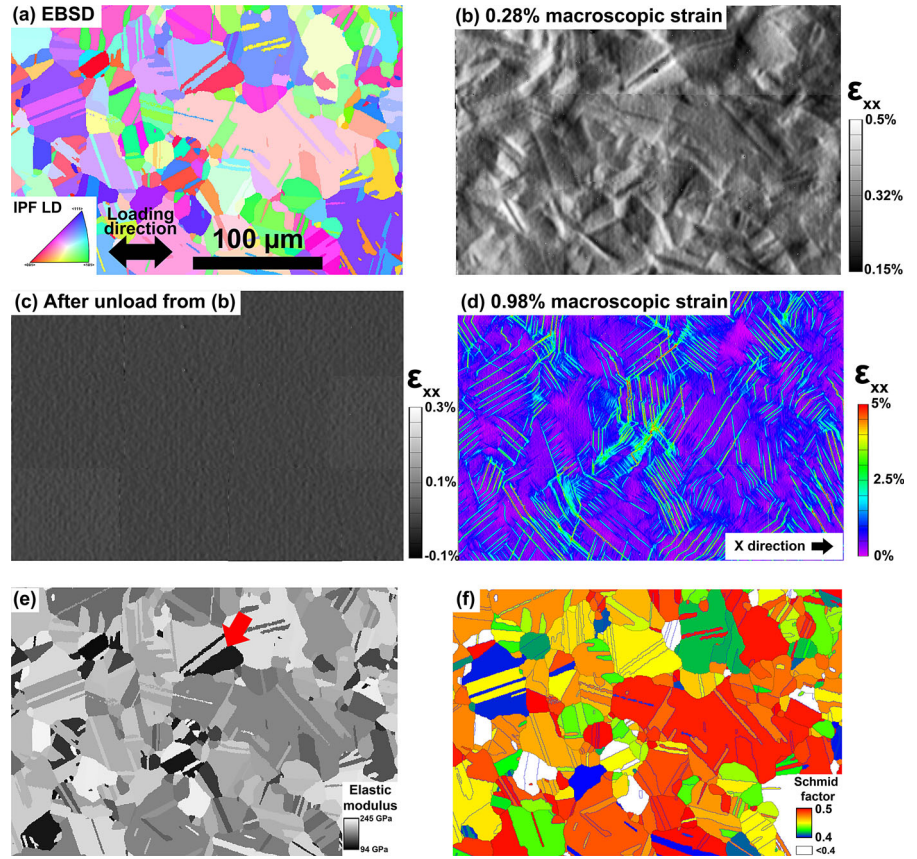 (a) EBSD
IPF LD
Loading
direction
100 µm
(b) 0.28% macroscopic strain
εxx
0.5%
0.32%
0.15%
(c) After unload from (b)
εxx
0.3%
0.1%
-0.1%
(d) 0.98% macroscopic strain
εxx
5%
2.5%
0%
X direction
(e)
Elastic
modulus
245 GPa
94 GPa
(f)
Schmid
factor
0.5
0.4
<0.4